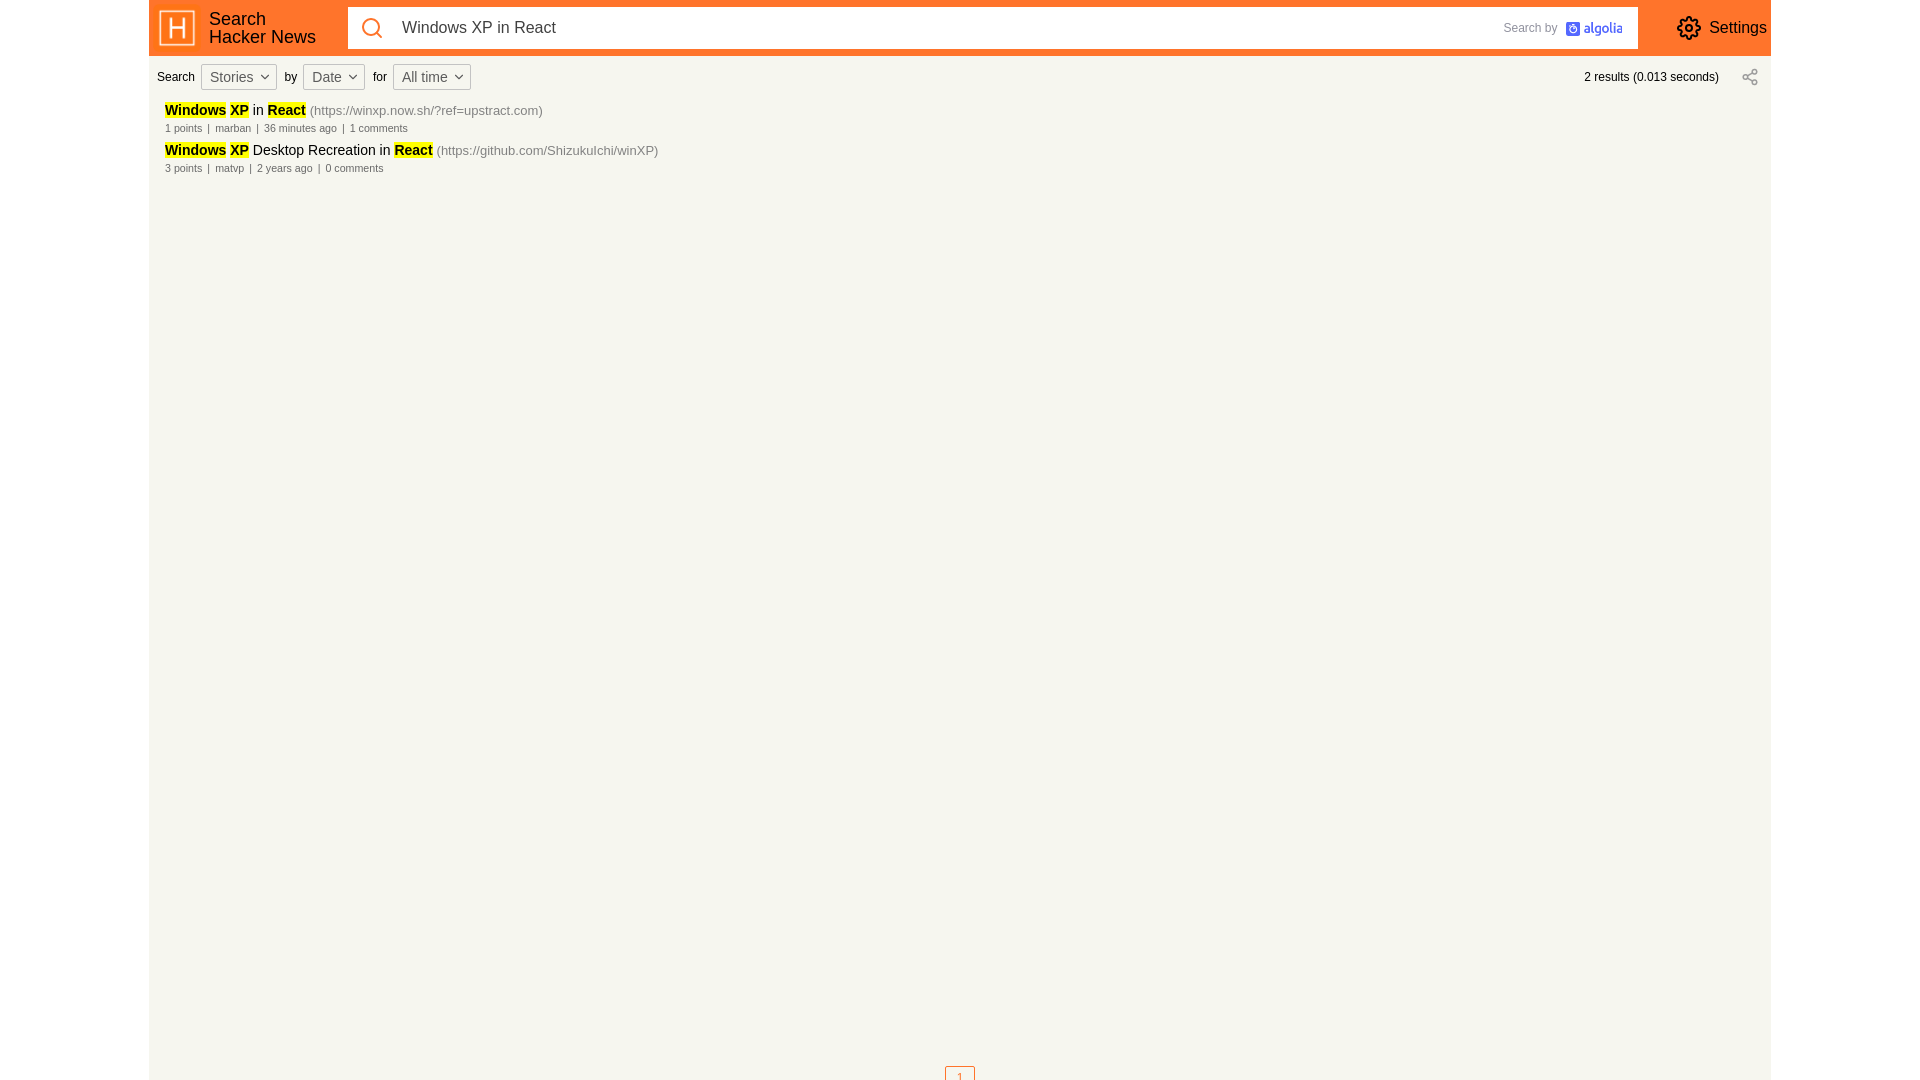 H
Search
Hacker News
Windows XP in React
Search by algolia
Settings
Search Stories by Date for All time
2 results (0.013 seconds)
Windows XP in React (https://winxp.now.sh/?ref=upstract.com)
1 points | marban | 36 minutes ago | 1 comments
Windows XP Desktop Recreation in React (https://github.com/ShizukuIchi/winXP)
3 points | matvp | 2 years ago | 0 comments
1